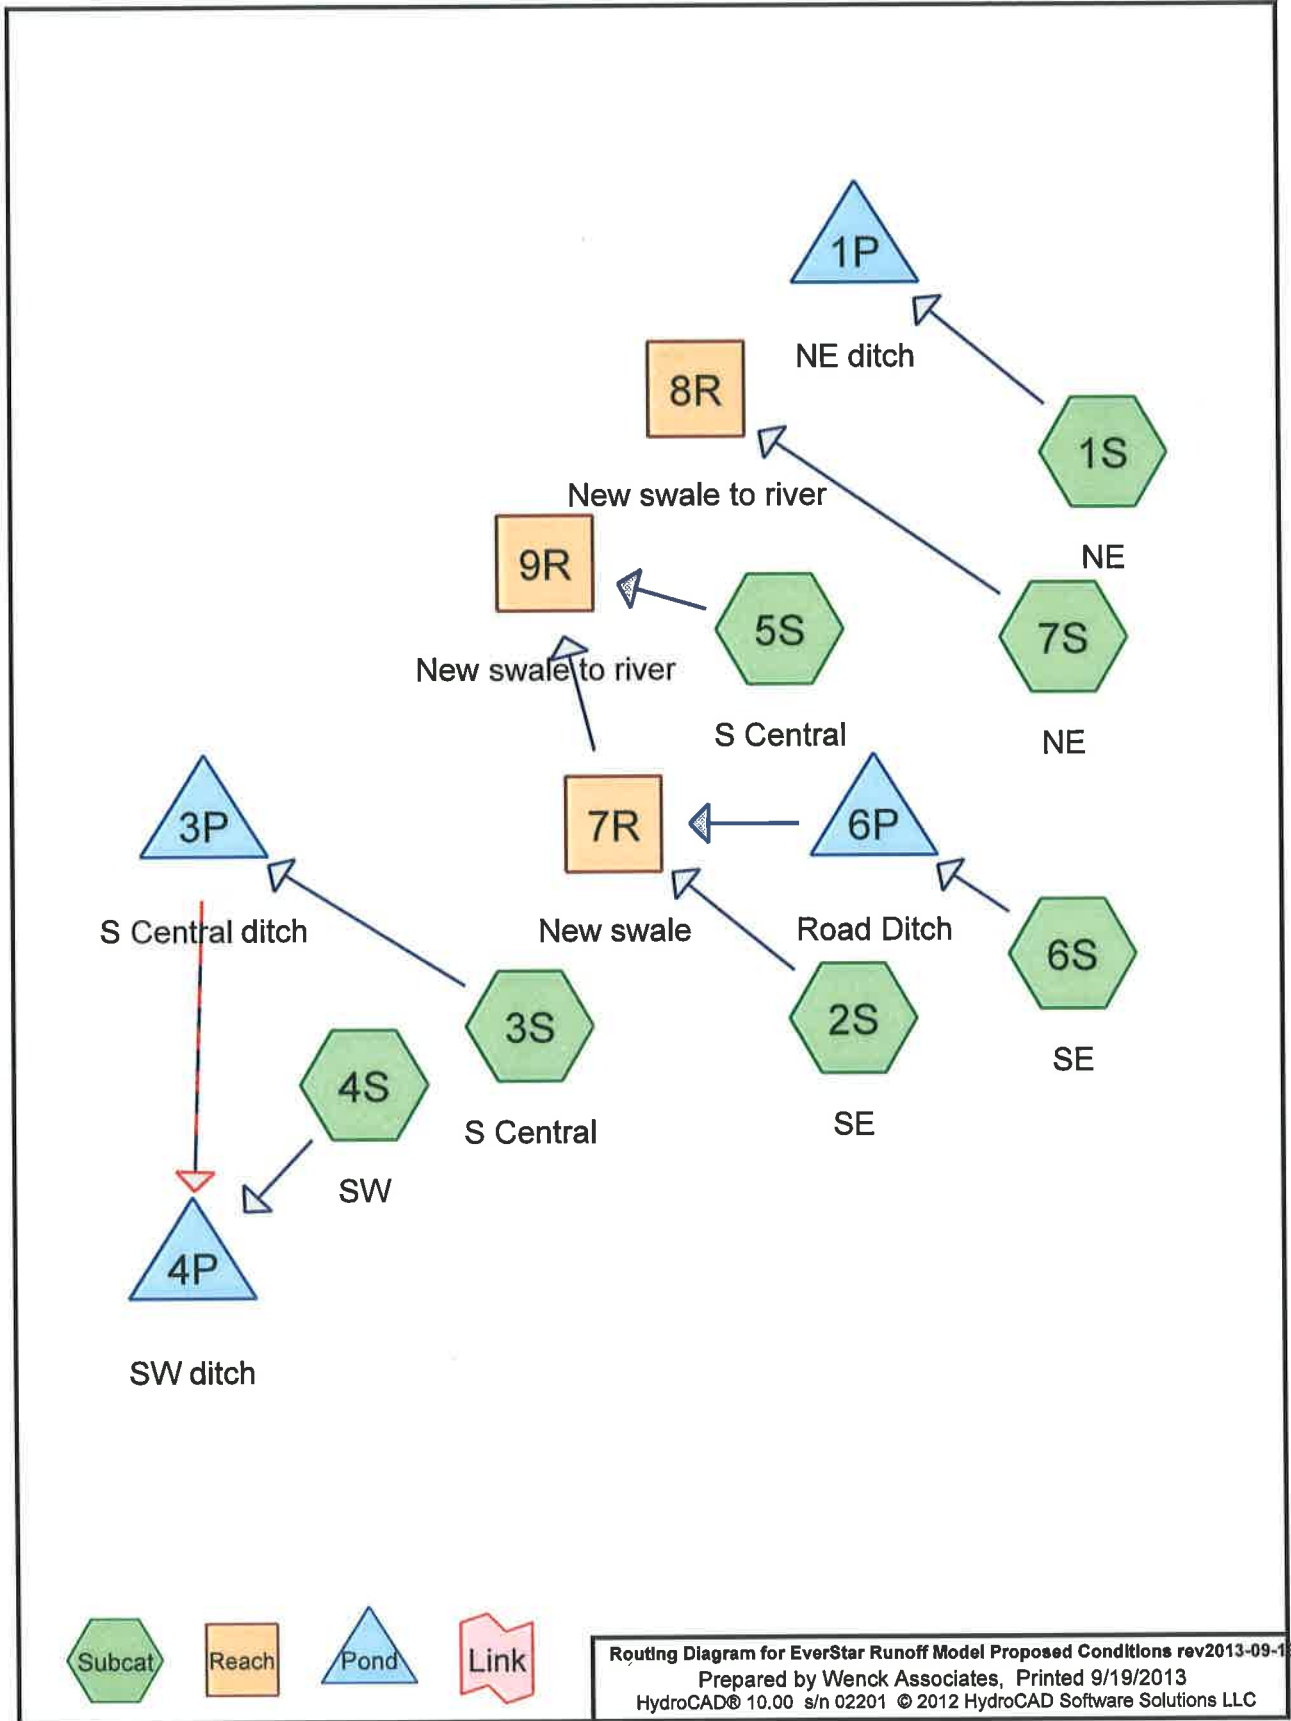 1P
NE ditch
8R
1S
New swale to river
NE
9R
5S
7S
New swale to river
S Central
NE
3P
7R
6P
S Central ditch
New swale
Road Ditch
6S
3S
2S
SE
4S
S Central
SE
SW
4P
SW ditch
Subcat
Reach
Pond
Link
Routing Diagram for EverStar Runoff Model Proposed Conditions rev2013-09-1
Prepared by Wenck Associates, Printed 9/19/2013
HydroCAD® 10.00 s/n 02201 © 2012 HydroCAD Software Solutions LLC